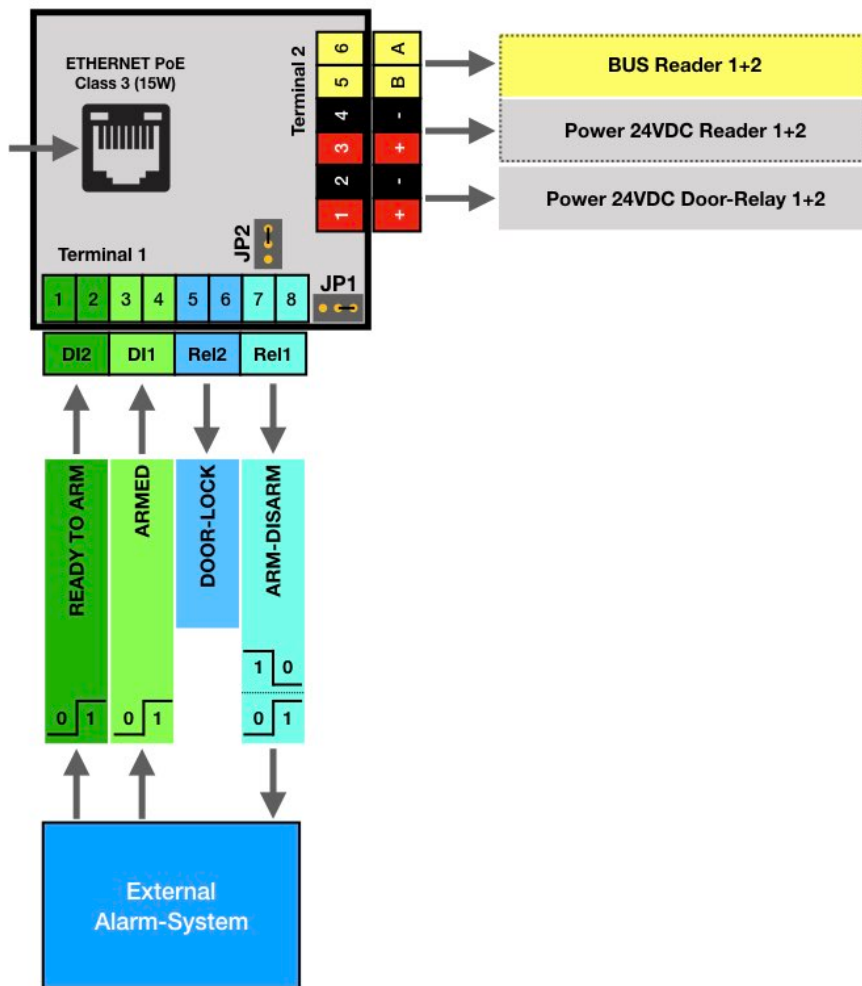 ETHERNET PoE
Class 3 (15W)
Terminal 2
6 A
5 B
4 -
3 +
2 -
1 +
BUS Reader 1+2
Power 24VDC Reader 1+2
Power 24VDC Door-Relay 1+2
JP2
Terminal 1
JP1
1 2 3 4 5 6 7 8
DI2 DI1 Rel2 Rel1
READY TO ARM
ARMED
DOOR-LOCK
ARM-DISARM
1 0
0 1 0 1 0 1
External
Alarm-System